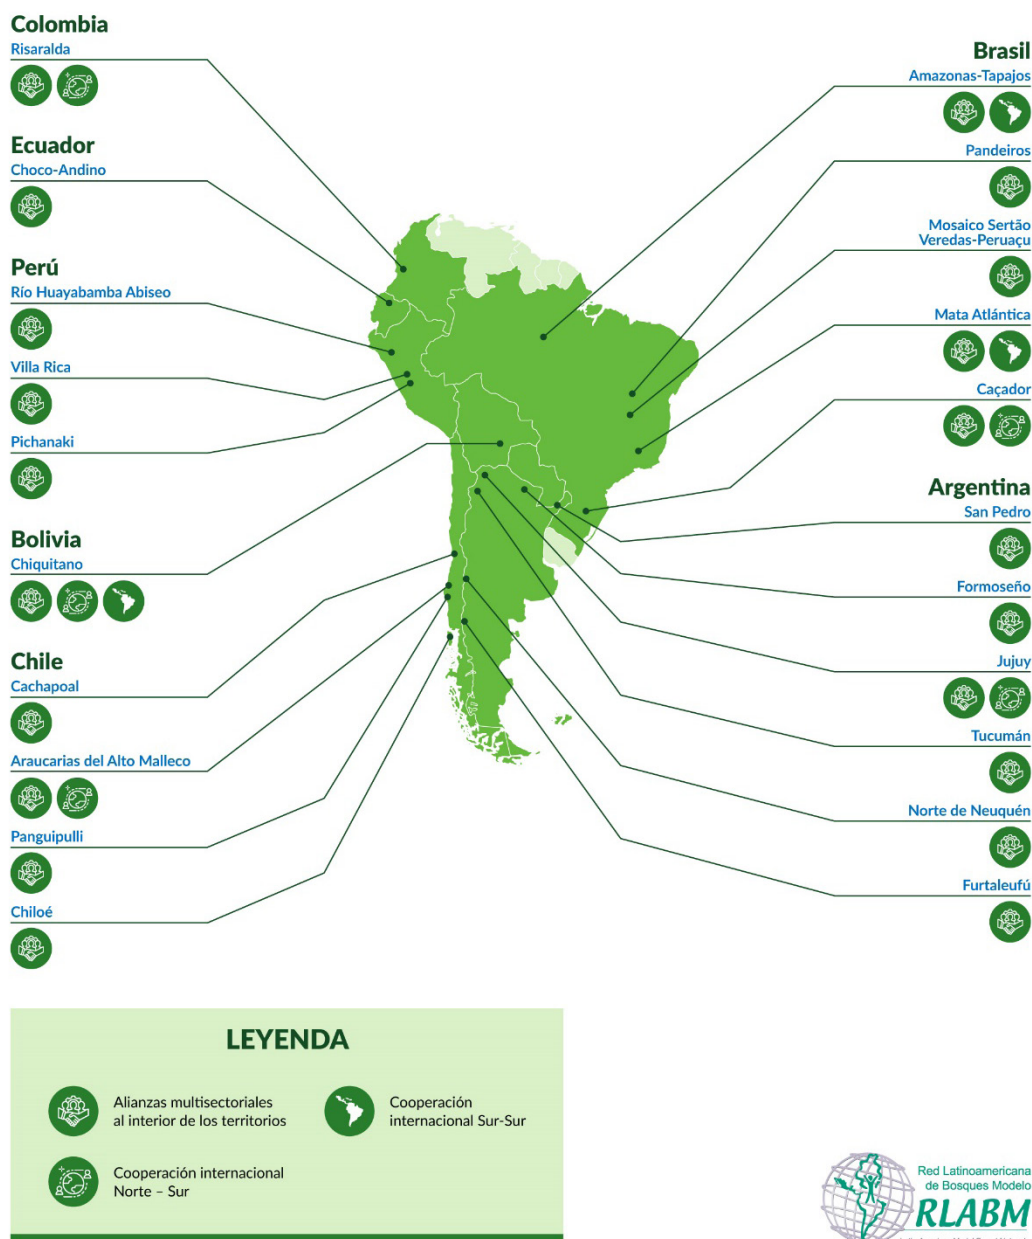 Colombia
Risaralda
Ecuador
Choco-Andino
Perú
Río Huayabamba Abiseo
Villa Rica
Pichanaki
Bolivia
Chiquitano
Chile
Cachapoal
Araucarias del Alto Malleco
Panguipulli
Chiloé
Brasil
Amazonas-Tapajos
Pandeiros
Mosaico Sertão
Veredas-Peruaçu
Mata Atlántica
Caçador
Argentina
San Pedro
Formoseño
Jujuy
Tucumán
Norte de Neuquén
Furtaleufú
LEYENDA
Alianzas multisectoriales
al interior de los territorios
Cooperación internacional
Norte – Sur
Cooperación
internacional Sur-Sur
Red Latinoamericana
de Bosques Modelo
RLABM